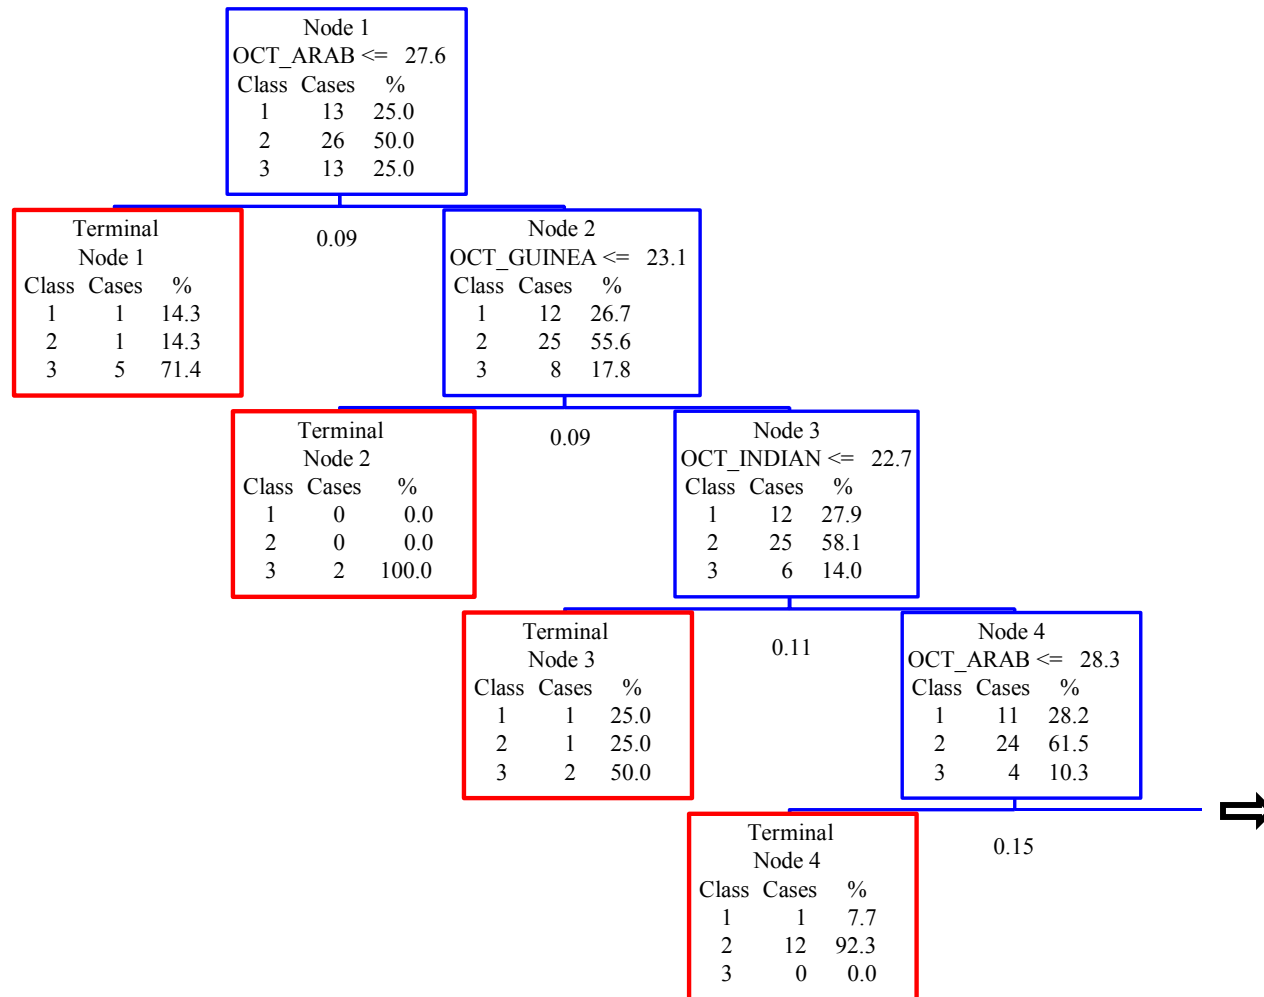 Node 1
OCT_ARAB <= 27.6
Class Cases %
1 13 25.0
2 26 50.0
3 13 25.0
Terminal
Node 1
Class Cases %
1 1 14.3
2 1 14.3
3 5 71.4
0.09
Node 2
OCT_GUINEA <= 23.1
Class Cases %
1 12 26.7
2 25 55.6
3 8 17.8
Terminal
Node 2
Class Cases %
1 0 0.0
2 0 0.0
3 2 100.0
0.09
Node 3
OCT_INDIAN <= 22.7
Class Cases %
1 12 27.9
2 25 58.1
3 6 14.0
Terminal
Node 3
Class Cases %
1 1 25.0
2 1 25.0
3 2 50.0
0.11
Node 4
OCT_ARAB <= 28.3
Class Cases %
1 11 28.2
2 24 61.5
3 4 10.3
Terminal
Node 4
Class Cases %
1 1 7.7
2 12 92.3
3 0 0.0
0.15